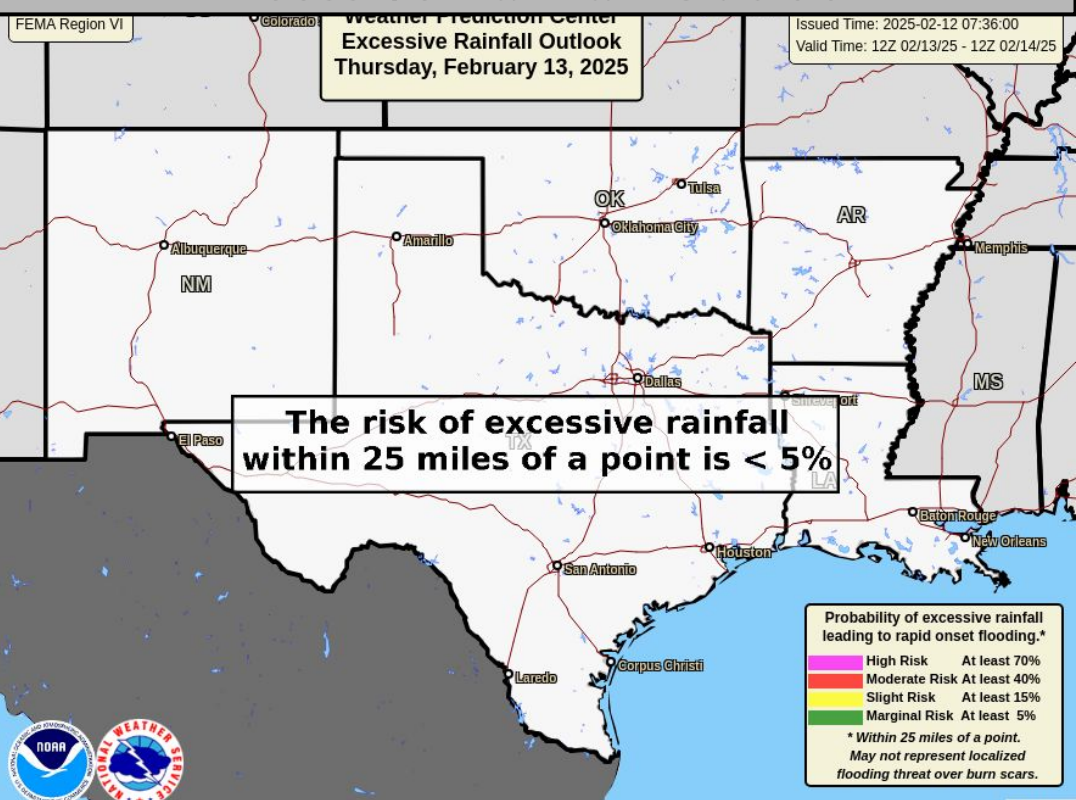 FEMA Region VI
Weather Prediction Center
Excessive Rainfall Outlook
Thursday, February 13, 2025
Issued Time: 2025-02-12 07:36:00
Valid Time: 12Z 02/13/25 - 12Z 02/14/25
Colorado
Tulsa
OK
AR
Oklahoma City
Amarillo
Albuquerque
Memphis
NM
Dallas
MS
Shreveport
The risk of excessive rainfall
El Paso
TX
within 25 miles of a point is < 5%
LA
Baton Rouge
New Orleans
Houston
San Antonio
Corpus Christi
Laredo
Probability of excessive rainfall
leading to rapid onset flooding.*
High Risk At least 70%
Moderate Risk At least 40%
Slight Risk At least 15%
Marginal Risk At least 5%
* Within 25 miles of a point.
May not represent localized
flooding threat over burn scars.
NOAA
NATIONAL WEATHER SERVICE